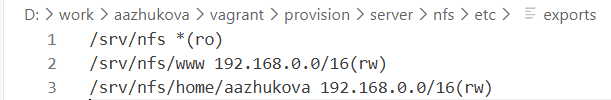 D: > work > aazhukova > vagrant > provision > server > nfs > etc > exports
1 /srv/nfs *(ro)
2 /srv/nfs/www 192.168.0.0/16(rw)
3 /srv/nfs/home/aazhukova 192.168.0.0/16(rw)